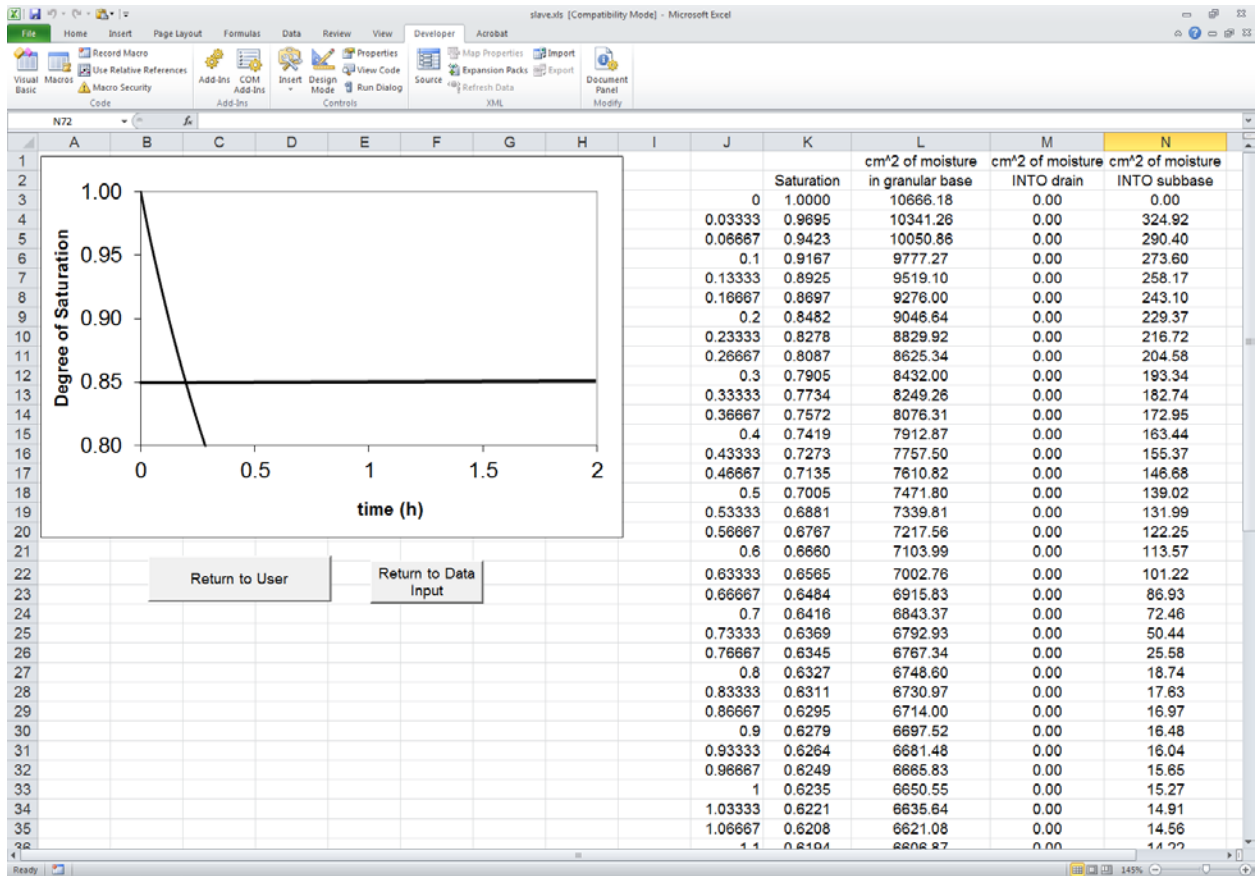 slave.xls [Compatibility Mode] - Microsoft Excel
File Home Insert Page Layout Formulas Data Review View Developer Acrobat
Visual Basic
Macros
Record Macro
Use Relative References
Macro Security
Code
Add-Ins
COM Add-Ins
Add-Ins
Insert
Design Mode
Properties
View Code
Run Dialog
Controls
Source
Map Properties
Expansion Packs
Refresh Data
Import
Export
XML
Document Panel
Modify
N72 fx
A B C D E F G H I J K L M N
1 cm^2 of moisture cm^2 of moisture cm^2 of moisture
2 Saturation in granular base INTO drain INTO subbase
3 0 1.0000 10666.18 0.00 0.00
4 0.03333 0.9695 10341.26 0.00 324.92
5 0.06667 0.9423 10050.86 0.00 290.40
6 0.1 0.9167 9777.27 0.00 273.60
7 0.13333 0.8925 9519.10 0.00 258.17
8 0.16667 0.8697 9276.00 0.00 243.10
9 0.2 0.8482 9046.64 0.00 229.37
10 0.23333 0.8278 8829.92 0.00 216.72
11 0.26667 0.8087 8625.34 0.00 204.58
12 0.3 0.7905 8432.00 0.00 193.34
13 0.33333 0.7734 8249.26 0.00 182.74
14 0.36667 0.7572 8076.31 0.00 172.95
15 0.4 0.7419 7912.87 0.00 163.44
16 0.43333 0.7273 7757.50 0.00 155.37
17 0.46667 0.7135 7610.82 0.00 146.68
18 0.5 0.7005 7471.80 0.00 139.02
19 0.53333 0.6881 7339.81 0.00 131.99
20 0.56667 0.6767 7217.56 0.00 122.25
21 0.6 0.6660 7103.99 0.00 113.57
22 0.63333 0.6565 7002.76 0.00 101.22
23 0.66667 0.6484 6915.83 0.00 86.93
24 0.7 0.6416 6843.37 0.00 72.46
25 0.73333 0.6369 6792.93 0.00 50.44
26 0.76667 0.6345 6767.34 0.00 25.58
27 0.8 0.6327 6748.60 0.00 18.74
28 0.83333 0.6311 6730.97 0.00 17.63
29 0.86667 0.6295 6714.00 0.00 16.97
30 0.9 0.6279 6697.52 0.00 16.48
31 0.93333 0.6264 6681.48 0.00 16.04
32 0.96667 0.6249 6665.83 0.00 15.65
33 1 0.6235 6650.55 0.00 15.27
34 1.03333 0.6221 6635.64 0.00 14.91
35 1.06667 0.6208 6621.08 0.00 14.56
36 1.1 0.6194 6606.87 0.00 14.22
Degree of Saturation
1.00
0.95
0.90
0.85
0.80
0 0.5 1 1.5 2
time (h)
Return to User
Return to Data
Input
Ready 145%